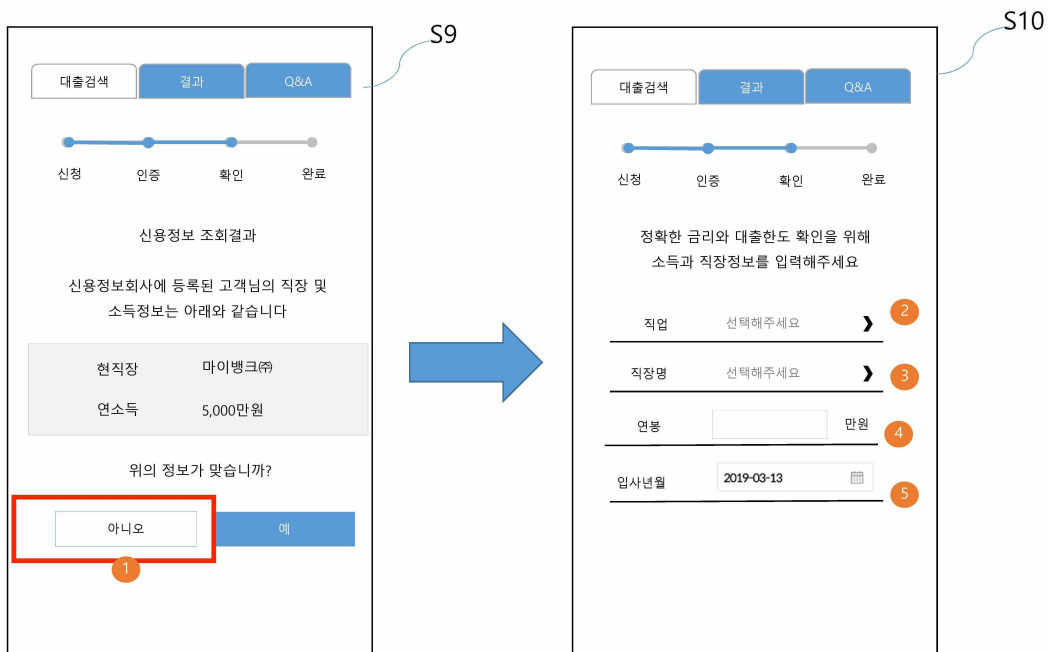 S9
대출검색
결과
Q&A
신청
인증
확인
완료
신용정보 조회결과
신용정보회사에 등록된 고객님의 직장 및
소득정보는 아래와 같습니다
현직장 마이뱅크㈜
연소득 5,000만원
위의 정보가 맞습니까?
아니오
예
1
S10
대출검색
결과
Q&A
신청
인증
확인
완료
정확한 금리와 대출한도 확인을 위해
소득과 직장정보를 입력해주세요
직업 선택해주세요 ❯
2
직장명 선택해주세요 ❯
3
연봉 만원
4
입사년월 2019-03-13
5